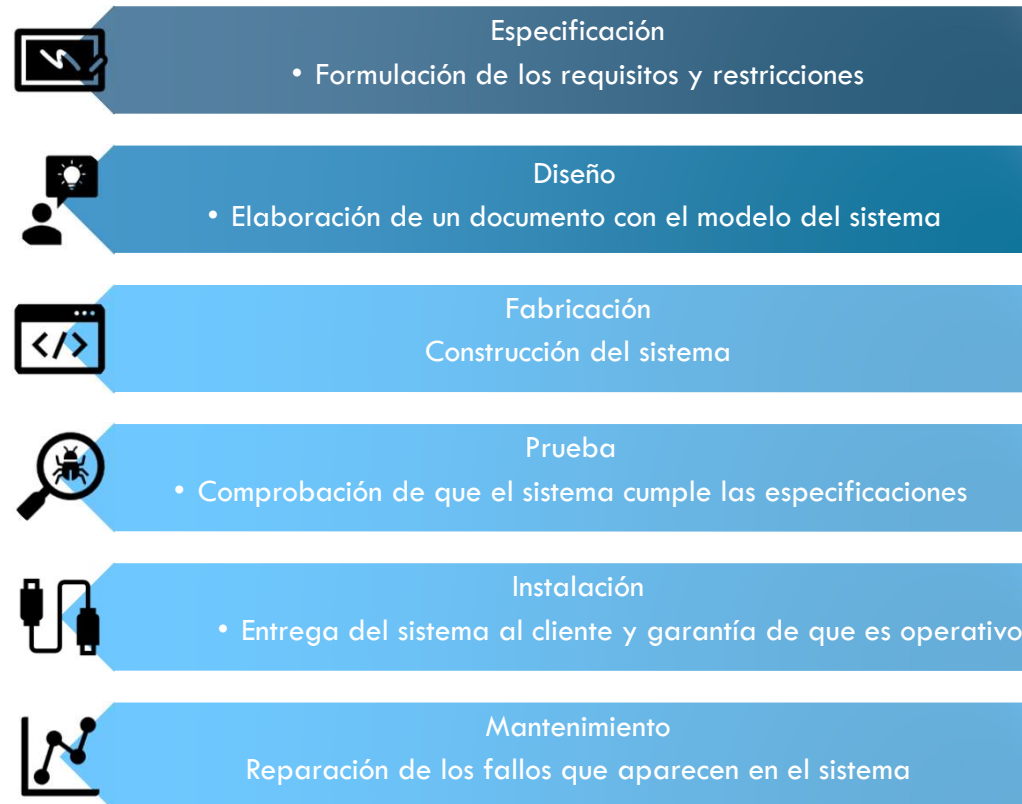 Especificación
• Formulación de los requisitos y restricciones
Diseño
• Elaboración de un documento con el modelo del sistema
Fabricación
Construcción del sistema
Prueba
• Comprobación de que el sistema cumple las especificaciones
Instalación
• Entrega del sistema al cliente y garantía de que es operativo
Mantenimiento
Reparación de los fallos que aparecen en el sistema